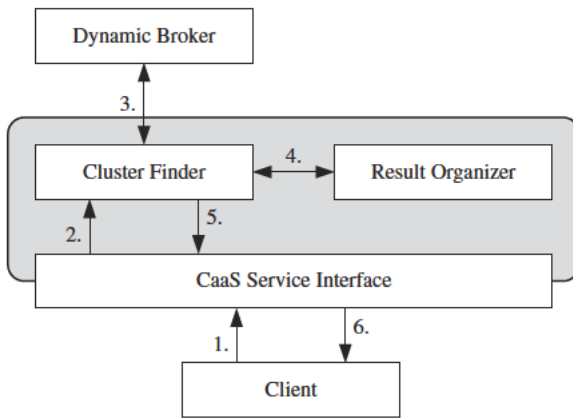 Dynamic Broker
3.
Cluster Finder
4.
Result Organizer
2.
5.
CaaS Service Interface
1.
6.
Client